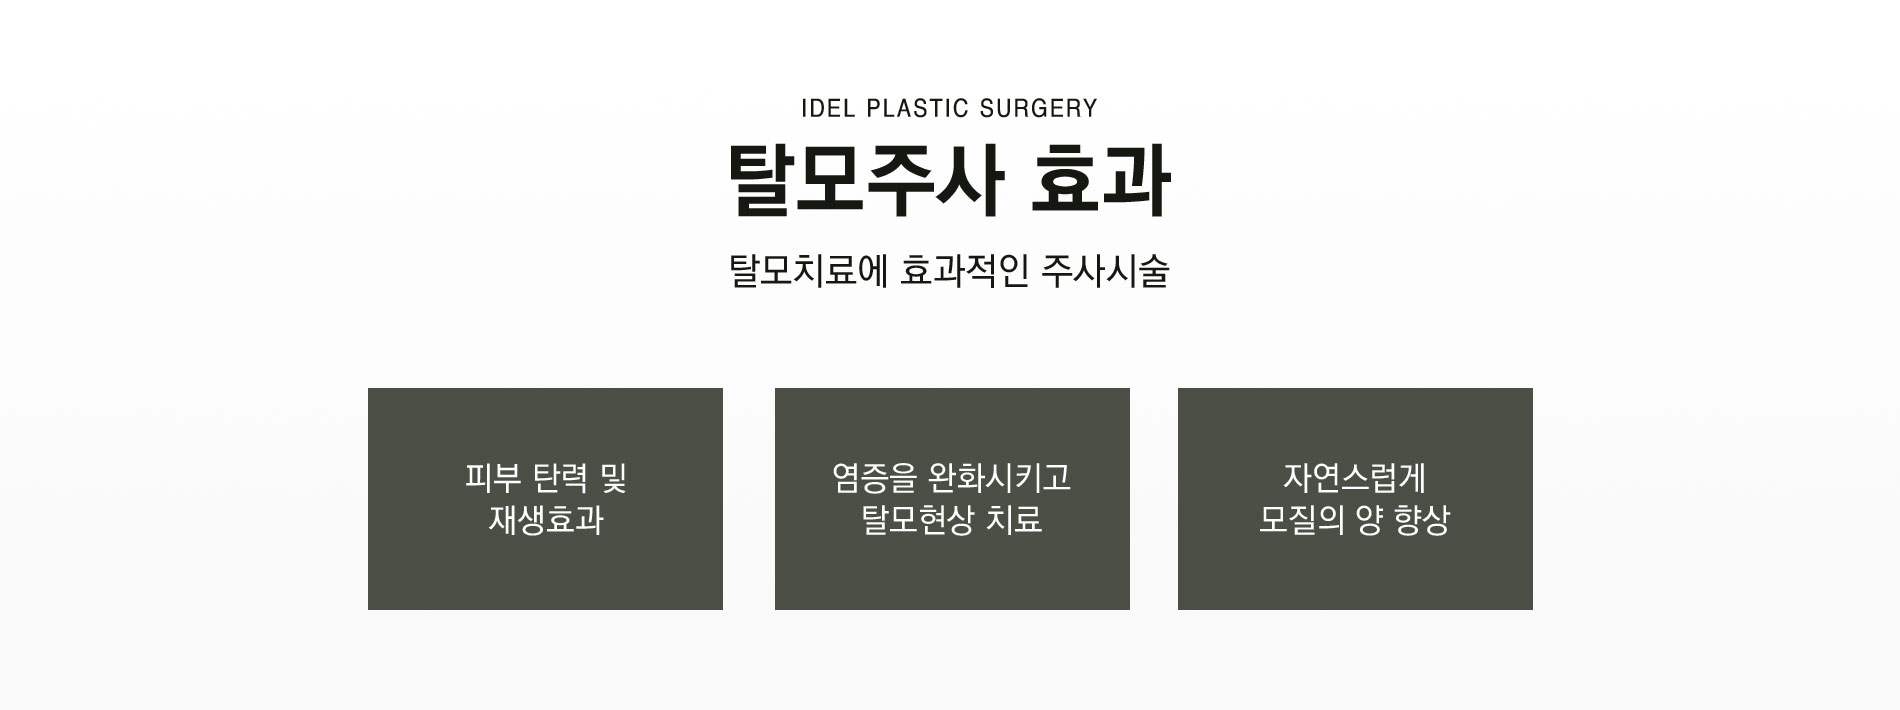 IDEL PLASTIC SURGERY
탈모주사 효과
탈모치료에 효과적인 주사시술
피부 탄력 및
재생효과
염증을 완화시키고
탈모현상 치료
자연스럽게
모질의 양 향상